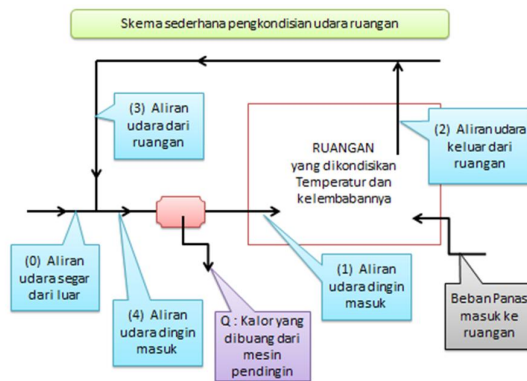 Skema sederhana pengkondisian udara ruangan
(3) Aliran
udara dari
ruangan
RUANGAN
yang dikondisikan
Temperatur dan
kelembabannya
(2) Aliran udara
keluar dari
ruangan
(0) Aliran
udara segar
dari luar
(4) Aliran
udara dingin
masuk
Q : Kalor yang
dibuang dari
mesin
pendingin
(1) Aliran
udara dingin
masuk
Beban Panas
masuk ke
ruangan